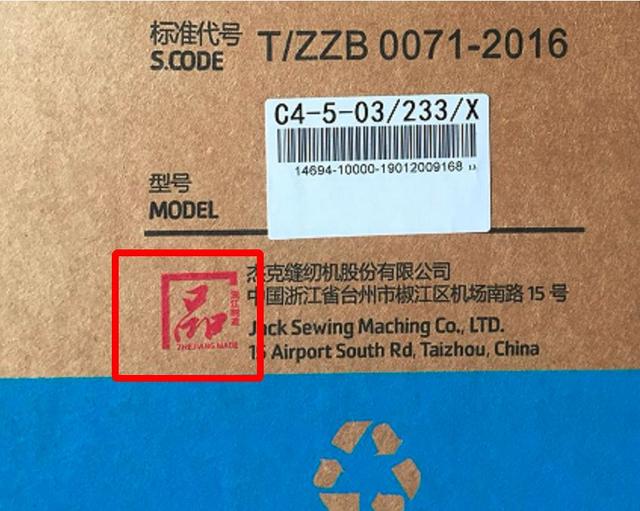 标准代号
S.CODE
T/ZZB 0071-2016
C4-5-03/233/X
14694-10000-19012009168 13
型号
MODEL
品
浙江制造
ZHEJIANG MADE
杰克缝纫机股份有限公司
中国浙江省台州市椒江区机场南路 15 号
Jack Sewing Maching Co., LTD.
15 Airport South Rd, Taizhou, China